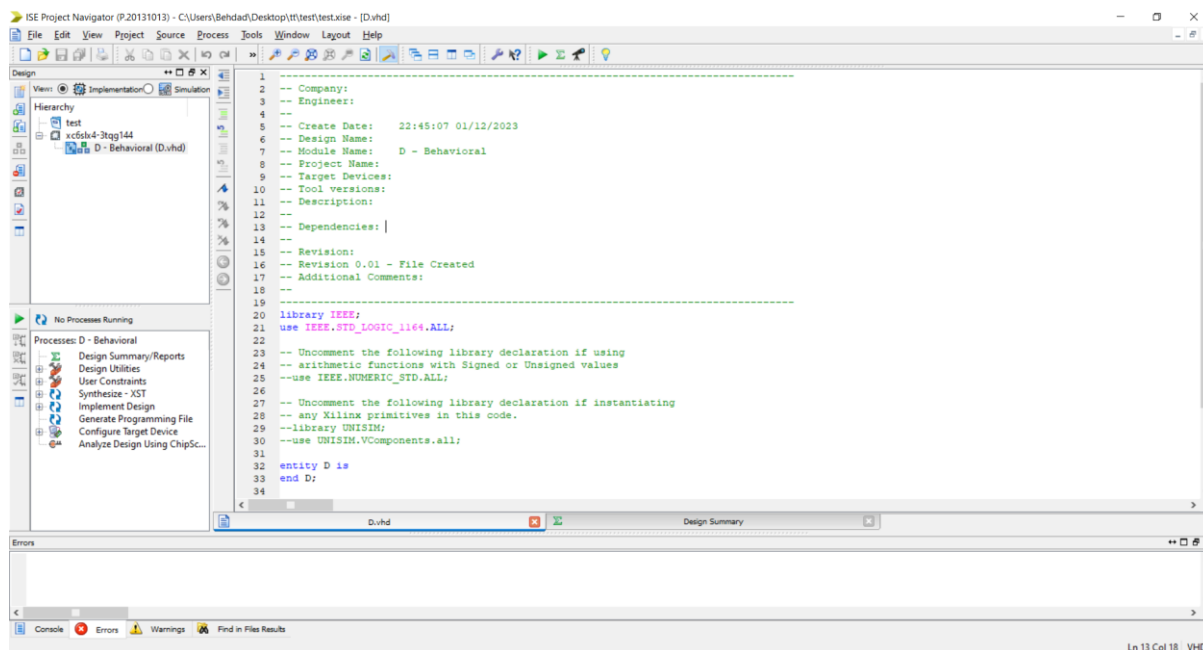 ISE Project Navigator (P.20131013) - C:\Users\Behdad\Desktop\tt\test\test.xise - [D.vhd]
File Edit View Project Source Process Tools Window Layout Help
Design
View: Implementation Simulation
Hierarchy
test
xc6slx4-3tqg144
D - Behavioral (D.vhd)
No Processes Running
Processes: D - Behavioral
Design Summary/Reports
Design Utilities
User Constraints
Synthesize - XST
Implement Design
Generate Programming File
Configure Target Device
Analyze Design Using ChipSc...
1 ----------------------------------------------------------------------------------
2 -- Company:
3 -- Engineer:
4 --
5 -- Create Date: 22:45:07 01/12/2023
6 -- Design Name:
7 -- Module Name: D - Behavioral
8 -- Project Name:
9 -- Target Devices:
10 -- Tool versions:
11 -- Description:
12 --
13 -- Dependencies:
14 --
15 -- Revision:
16 -- Revision 0.01 - File Created
17 -- Additional Comments:
18 --
19 ----------------------------------------------------------------------------------
20 library IEEE;
21 use IEEE.STD_LOGIC_1164.ALL;
22
23 -- Uncomment the following library declaration if using
24 -- arithmetic functions with Signed or Unsigned values
25 --use IEEE.NUMERIC_STD.ALL;
26
27 -- Uncomment the following library declaration if instantiating
28 -- any Xilinx primitives in this code.
29 --library UNISIM;
30 --use UNISIM.VComponents.all;
31
32 entity D is
33 end D;
34
D.vhd
Design Summary
Errors
Console Errors Warnings Find in Files Results
Ln 13 Col 18 VHD